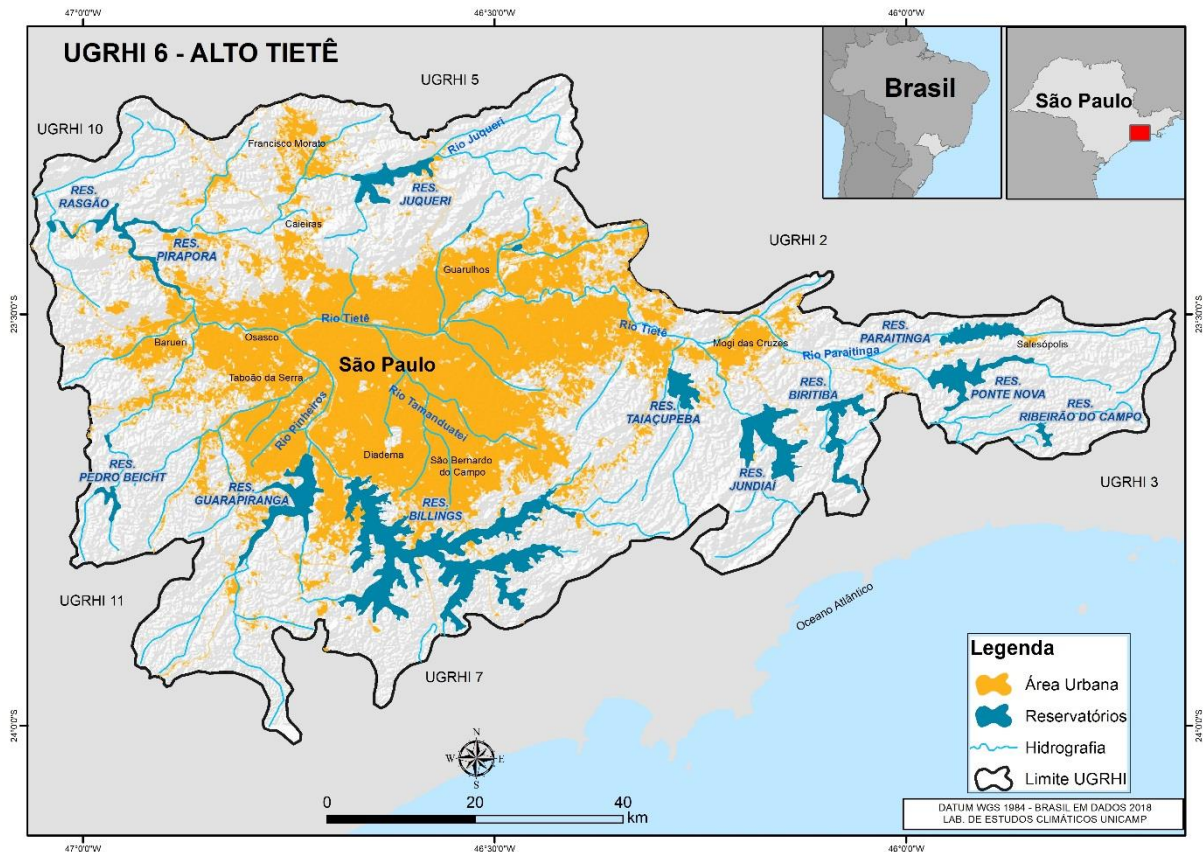 47°0'0"W
46°30'0"W
46°0'0"W
UGRHI 6 - ALTO TIETÊ
UGRHI 5
UGRHI 10
Brasil
São Paulo
Francisco Morato
Rio Juqueri
RES.
RASGÃO
RES.
JUQUERI
Caieiras
RES.
PIRAPORA
UGRHI 2
Guarulhos
23°30'0"S
23°30'0"S
Rio Tietê
Rio Tietê
Barueri
Osasco
Mogi das Cruzes
RES.
PARAITINGA
Salesópolis
Rio Paraitinga
São Paulo
Taboão da Serra
RES.
BIRITIBA
RES.
PONTE NOVA
RES.
TAIAÇUPEBA
RES.
RIBEIRÃO DO CAMPO
Rio Pinheiros
Rio Tamanduatei
Diadema
São Bernardo
do Campo
RES.
PEDRO BEICHT
RES.
GUARAPIRANGA
RES.
BILLINGS
RES.
JUNDIAÍ
UGRHI 3
UGRHI 11
Oceano Atlântico
UGRHI 7
Legenda
Área Urbana
Reservatórios
Hidrografia
Limite UGRHI
24°0'0"S
24°0'0"S
N
W
E
S
0
20
40
km
DATUM WGS 1984 - BRASIL EM DADOS 2018
LAB. DE ESTUDOS CLIMÁTICOS UNICAMP
47°0'0"W
46°30'0"W
46°0'0"W